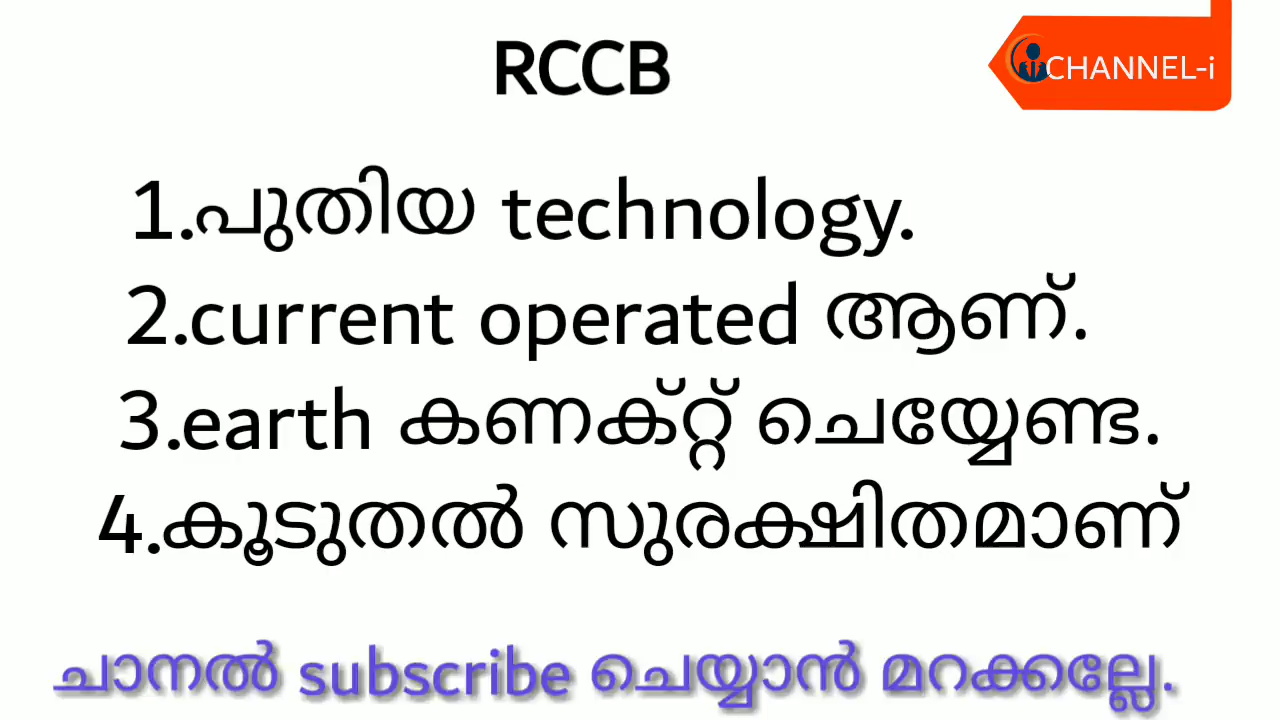 RCCB
CHANNEL-i
1.പുതിയ technology.
2.current operated ആണ്.
3.earth കണക്റ്റ് ചെയ്യേണ്ട.
4.കൂടുതൽ സുരക്ഷിതമാണ്
ചാനൽ subscribe ചെയ്യാൻ മറക്കല്ലേ.